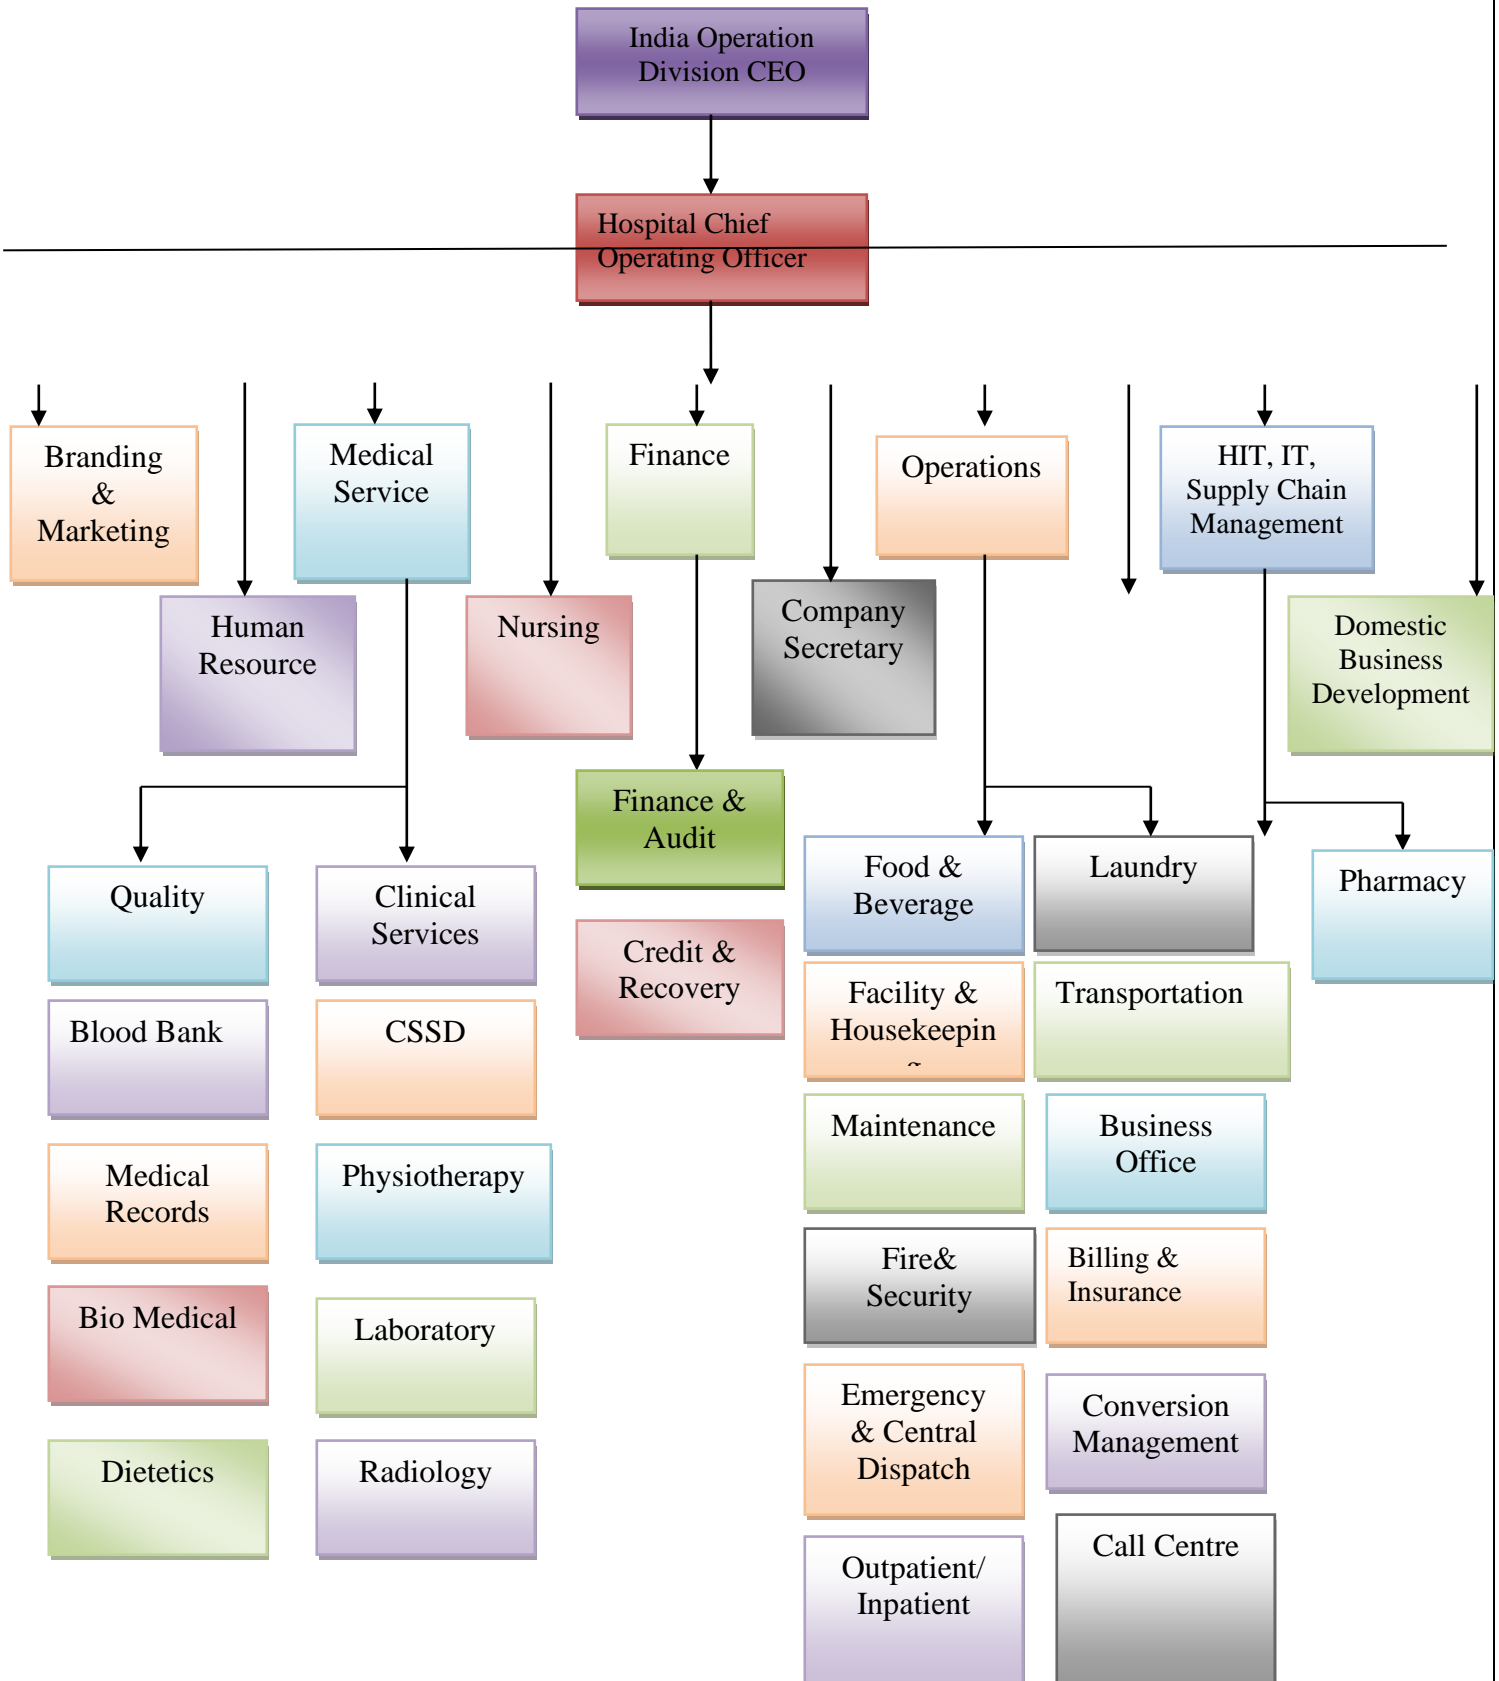 India Operation
Division CEO
Hospital Chief
Operating Officer
Branding
&
Marketing
Medical
Service
Finance
Operations
HIT, IT,
Supply Chain
Management
Human
Resource
Nursing
Company
Secretary
Domestic
Business
Development
Finance &
Audit
Quality
Clinical
Services
Food &
Beverage
Laundry
Pharmacy
Credit &
Recovery
Blood Bank
CSSD
Facility &
Housekeepin
g
Transportation
Medical
Records
Physiotherapy
Maintenance
Business
Office
Bio Medical
Laboratory
Fire&
Security
Billing &
Insurance
Dietetics
Radiology
Emergency
& Central
Dispatch
Conversion
Management
Outpatient/
Inpatient
Call Centre